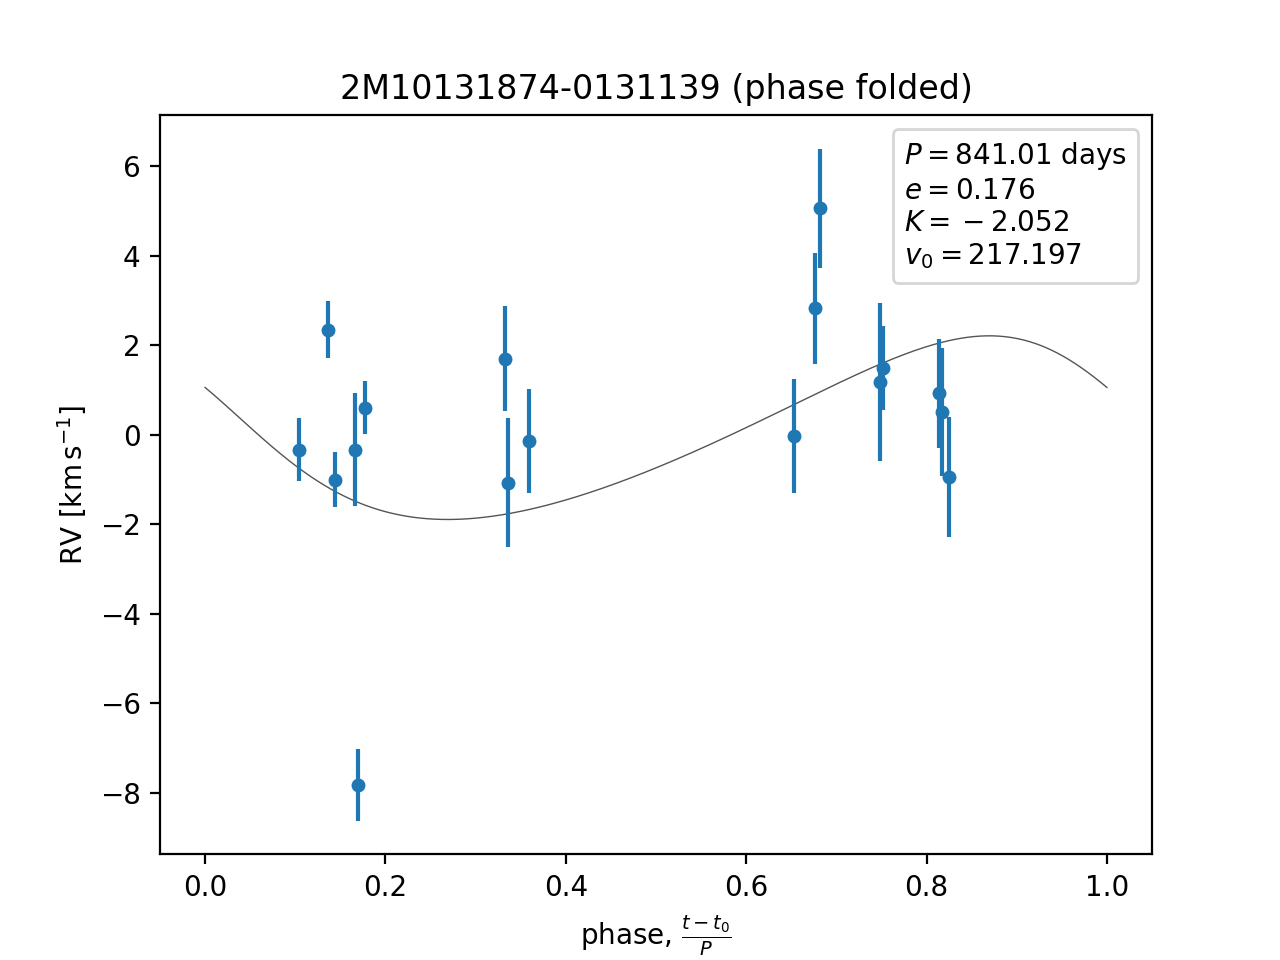 2M10131874-0131139 (phase folded)
P = 841.01 days
e = 0.176
K = −2.052
v₀ = 217.197
RV [km s⁻¹]
6
4
2
0
−2
−4
−6
−8
0.0 0.2 0.4 0.6 0.8 1.0
phase, (t − t₀)/P